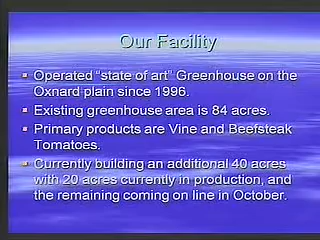 Our Facility
Operated "state of art" Greenhouse on the
Oxnard plain since 1996.
Existing greenhouse area is 84 acres.
Primary products are Vine and Beefsteak
Tomatoes.
Currently building an additional 40 acres
with 20 acres currently in production, and
the remaining coming on line in October.